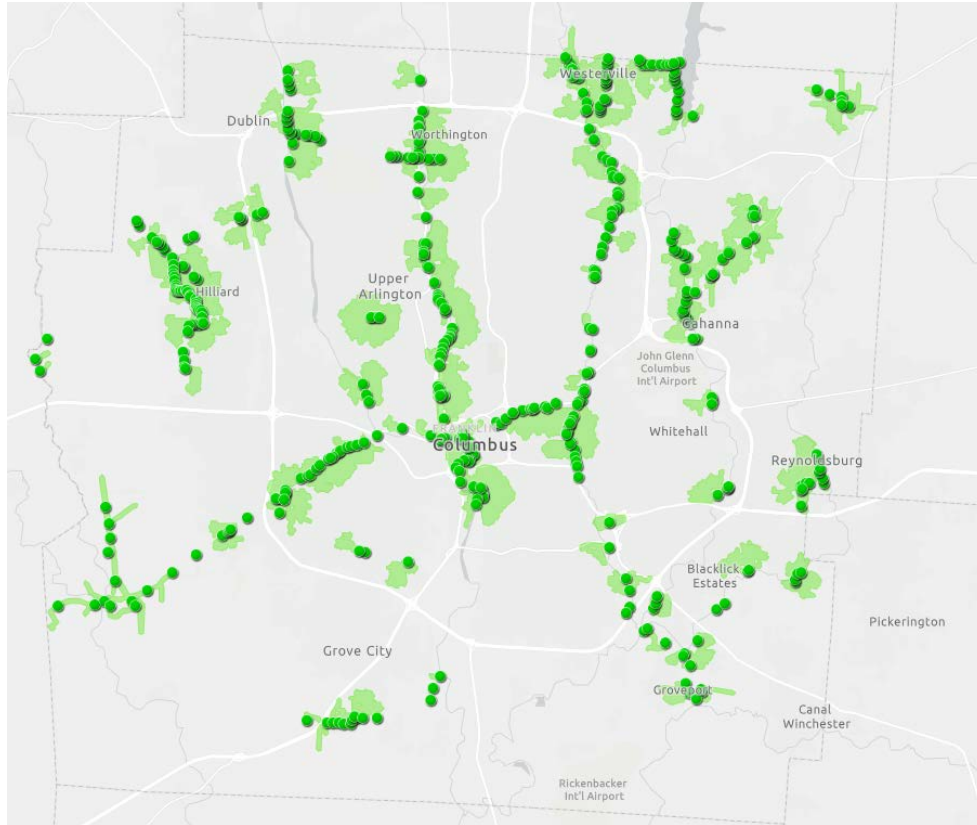 Westerville
Dublin
Worthington
Upper
Arlington
Hilliard
Gahanna
John Glenn
Columbus
Int'l Airport
FRANKLIN
Columbus
Whitehall
Reynoldsburg
Blacklick
Estates
Pickerington
Grove City
Groveport
Canal
Winchester
Rickenbacker
Int'l Airport